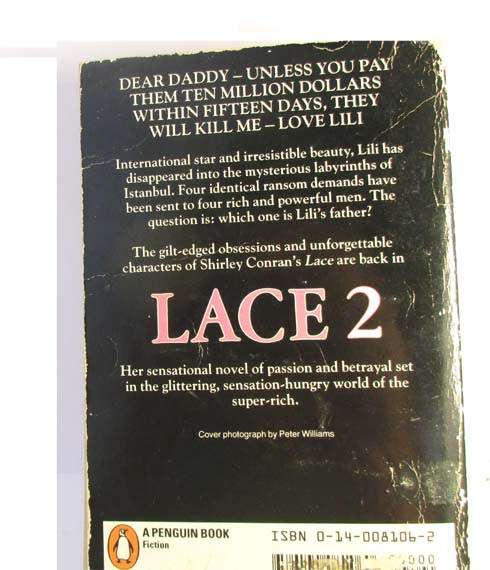 DEAR DADDY – UNLESS YOU PAY
THEM TEN MILLION DOLLARS
WITHIN FIFTEEN DAYS, THEY
WILL KILL ME – LOVE LILI
International star and irresistible beauty, Lili has
disappeared into the mysterious labyrinths of
Istanbul. Four identical ransom demands have
been sent to four rich and powerful men. The
question is: which one is Lili's father?
The gilt-edged obsessions and unforgettable
characters of Shirley Conran's Lace are back in
LACE 2
Her sensational novel of passion and betrayal set
in the glittering, sensation-hungry world of the
super-rich.
Cover photograph by Peter Williams
A PENGUIN BOOK
Fiction
ISBN 0-14-008106-2